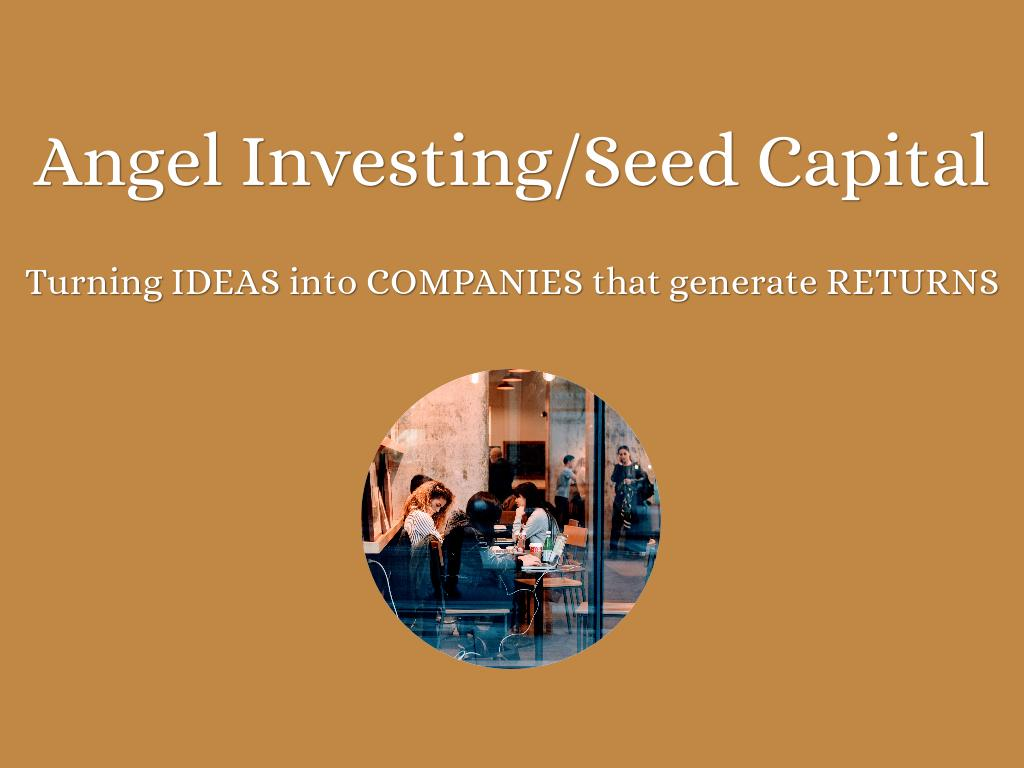 Angel Investing/Seed Capital
Turning IDEAS into COMPANIES that generate RETURNS